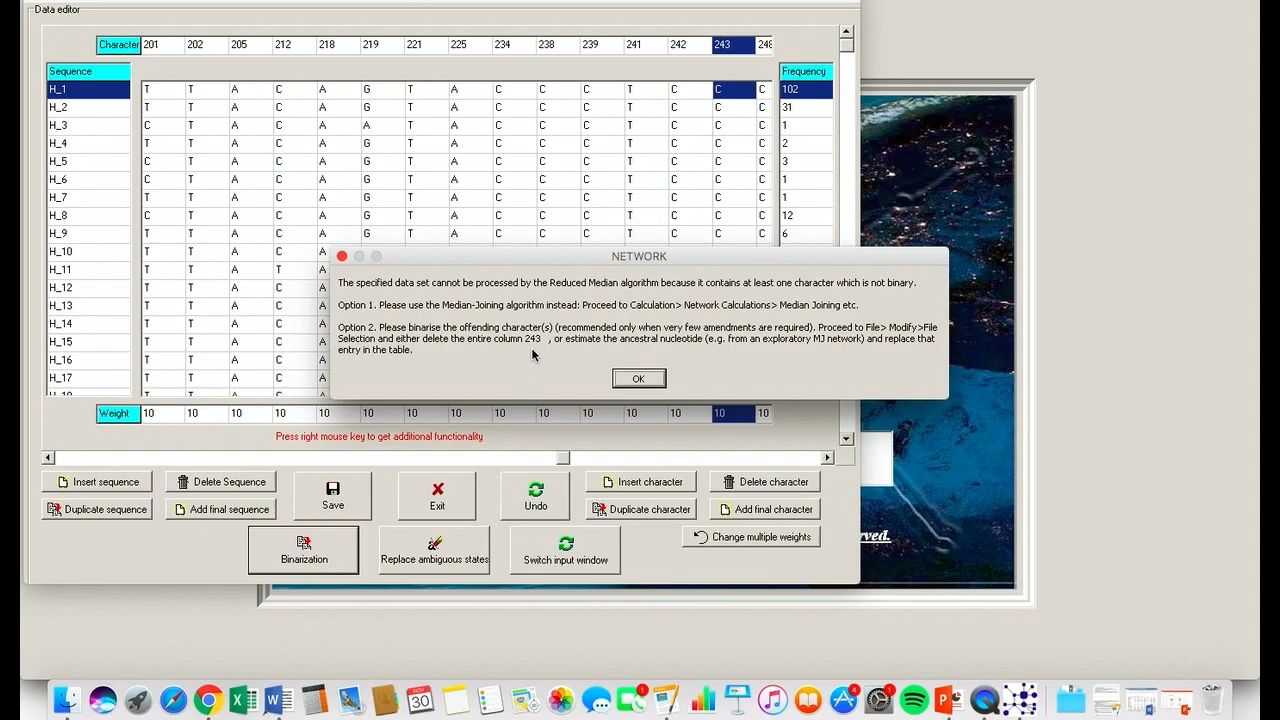 Data editor
Character 201 202 205 212 218 219 221 225 234 238 239 241 242 243 248
Sequence Frequency
H_1 T T A C A G T A C C C T C C C 102
H_2 T T A C A G T A C C C T C C C 31
H_3 C T A C A A T A C C C T C C C 1
H_4 T T A C A G T A C C C T C C C 2
H_5 C T A C A G T A C C C T C C C 3
H_6 C T A C A G T A C C C T C C C 1
H_7 T T A C A G T A C C C T C C C 1
H_8 C T A C A G T A C C C T C C C 12
H_9 T T A C A G T A C C C T C C C 6
H_10 T T A C A
H_11 T T A T A
H_12 T T A C A
H_13 T T A C A
H_14 T T A C A
H_15 T T A C A
H_16 T T A C A
H_17 T T A C A
NETWORK
The specified data set cannot be processed by the Reduced Median algorithm because it contains at least one character which is not binary.
Option 1. Please use the Median-Joining algorithm instead: Proceed to Calculation> Network Calculations> Median Joining etc.
Option 2. Please binarise the offending character(s) (recommended only when very few amendments are required). Proceed to File> Modify>File
Selection and either delete the entire column 243 , or estimate the ancestral nucleotide (e.g. from an exploratory MJ network) and replace that
entry in the table.
OK
Weight 10 10 10 10 10 10 10 10 10 10 10 10 10 10 10
Press right mouse key to get additional functionality
Insert sequence Delete Sequence Save Exit Undo Insert character Delete character
Duplicate sequence Add final sequence Duplicate character Add final character
Binarization Replace ambiguous states Switch input window Change multiple weights
NOV
30
1
4
1